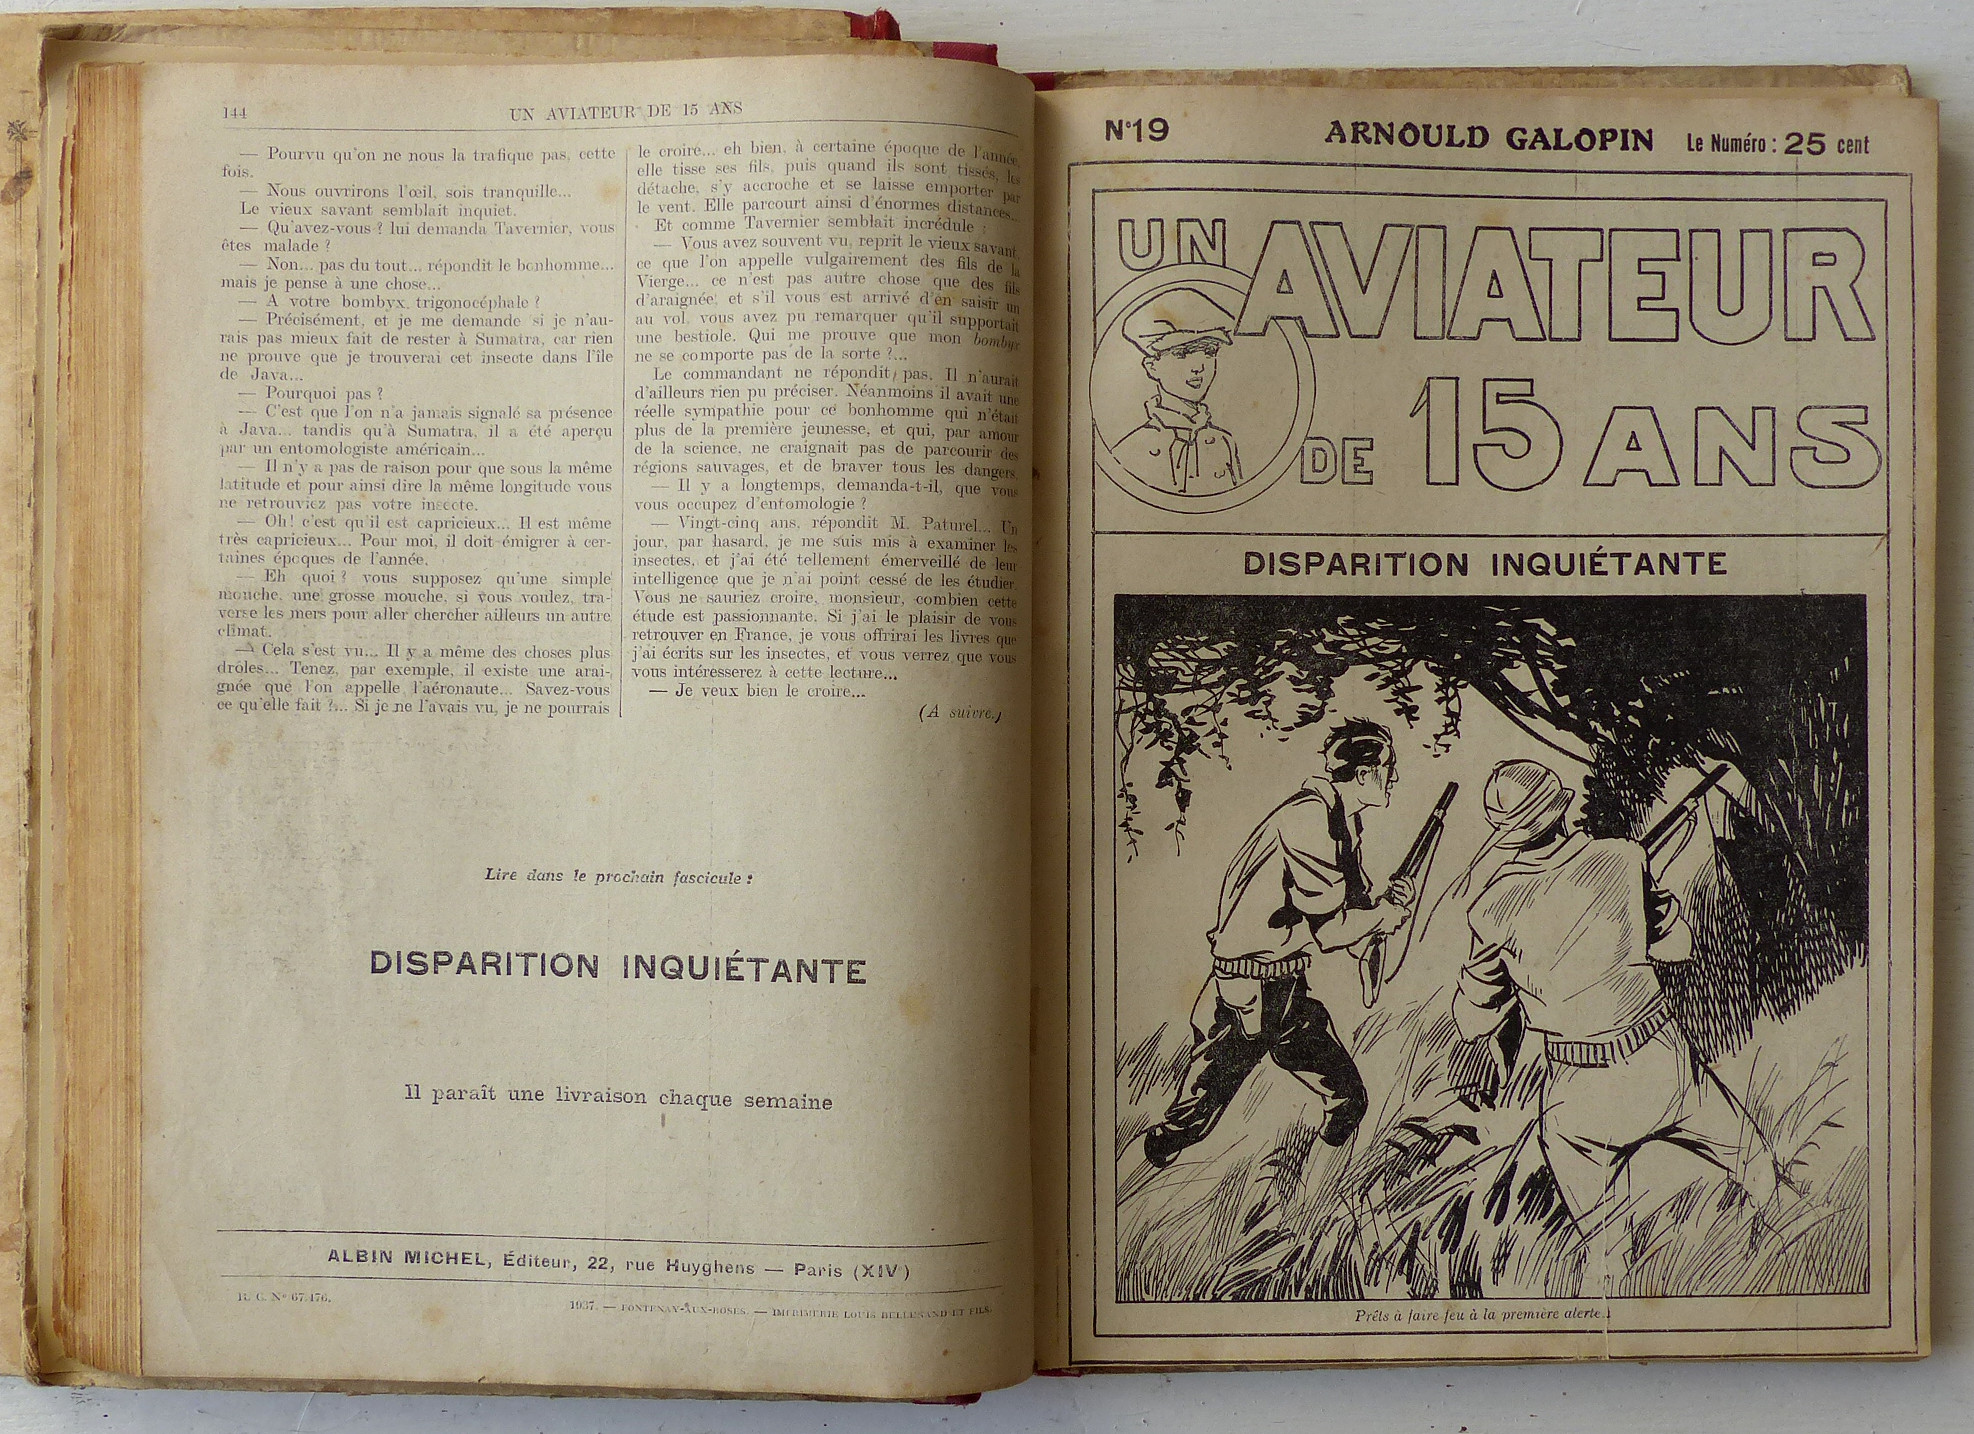 144
UN AVIATEUR DE 15 ANS
— Pourvu qu'on ne nous la trafique pas, cette
fois.
— Nous ouvrirons l'œil, sois tranquille...
Le vieux savant semblait inquiet.
— Qu'avez-vous ? lui demanda Tavernier, vous
êtes malade ?
— Non... pas du tout... répondit le bonhomme...
mais je pense à une chose...
— A votre bombyx trigonocéphale ?
— Précisément, et je me demande si je n'au-
rais pas mieux fait de rester à Sumatra, car rien
ne prouve que je trouverai cet insecte dans l'île
de Java...
— Pourquoi pas ?
— C'est que l'on n'a jamais signalé sa présence
à Java... tandis qu'à Sumatra, il a été aperçu
par un entomologiste américain...
— Il n'y a pas de raison pour que sous la même
latitude et pour ainsi dire la même longitude vous
ne retrouviez pas votre insecte.
— Oh! c'est qu'il est capricieux... Il est même
très capricieux... Pour moi, il doit émigrer à cer-
taines époques de l'année.
— Eh quoi ? vous supposez qu'une simple
mouche, une grosse mouche, si vous voulez, tra-
verse les mers pour aller chercher ailleurs un autre
climat.
— Cela s'est vu... Il y a même des choses plus
drôles... Tenez, par exemple, il existe une arai-
gnée que l'on appelle l'aéronaute... Savez-vous
ce qu'elle fait ?... Si je ne l'avais vu, je ne pourrais
le croire... eh bien, à certaine époque de l'année,
elle tisse ses fils, puis quand ils sont tissés, les
détache, s'y accroche et se laisse emporter par
le vent. Elle parcourt ainsi d'énormes distances...
Et comme Tavernier semblait incrédule :
— Vous avez souvent vu, reprit le vieux savant,
ce que l'on appelle vulgairement des fils de la
Vierge... ce n'est pas autre chose que des fils
d'araignée, et s'il vous est arrivé d'en saisir un
au vol, vous avez pu remarquer qu'il supportait
une bestiole. Qui me prouve que mon bombyx
ne se comporte pas de la sorte ?...
Le commandant ne répondit pas. Il n'aurait
d'ailleurs rien pu préciser. Néanmoins il avait une
réelle sympathie pour ce bonhomme qui n'était
plus de la première jeunesse, et qui, par amour
de la science, ne craignait pas de parcourir des
régions sauvages, et de braver tous les dangers.
— Il y a longtemps, demanda-t-il, que vous
vous occupez d'entomologie ?
— Vingt-cinq ans, répondit M. Paturel... Un
jour, par hasard, je me suis mis à examiner les
insectes, et j'ai été tellement émerveillé de leur
intelligence que je n'ai point cessé de les étudier.
Vous ne sauriez croire, monsieur, combien cette
étude est passionnante. Si j'ai le plaisir de vous
retrouver en France, je vous offrirai les livres que
j'ai écrits sur les insectes, et vous verrez que vous
vous intéresserez à cette lecture...
— Je veux bien le croire...
(A suivre.)
Lire dans le prochain fascicule :
DISPARITION INQUIÉTANTE
Il paraît une livraison chaque semaine
ALBIN MICHEL, Éditeur, 22, rue Huyghens — Paris (XIV)
R. C. N° 67.176.
1937. — FONTENAY-AUX-ROSES. — IMPRIMERIE LOUIS BELLENAND ET FILS.
N°19
ARNOULD GALOPIN
Le Numéro : 25 cent
UN AVIATEUR
DE 15 ANS
DISPARITION INQUIÉTANTE
Prêts à faire feu à la première alerte.